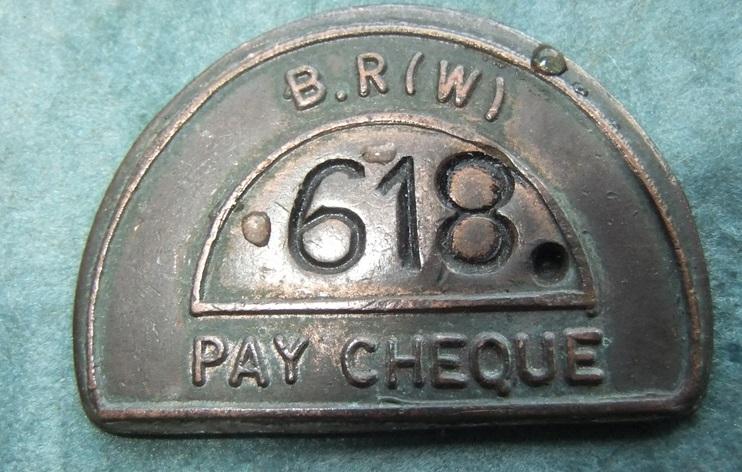 B.R(W)
618.
PAY CHEQUE